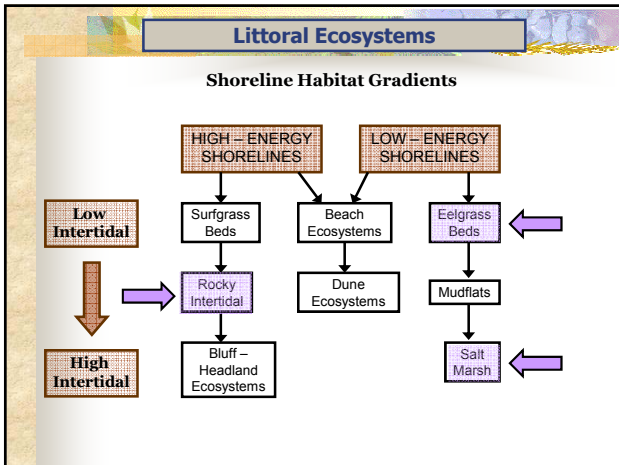 Littoral Ecosystems
Shoreline Habitat Gradients
HIGH – ENERGY
SHORELINES
LOW – ENERGY
SHORELINES
Low
Intertidal
Surfgrass
Beds
Beach
Ecosystems
Eelgrass
Beds
Rocky
Intertidal
Dune
Ecosystems
Mudflats
High
Intertidal
Bluff –
Headland
Ecosystems
Salt
Marsh